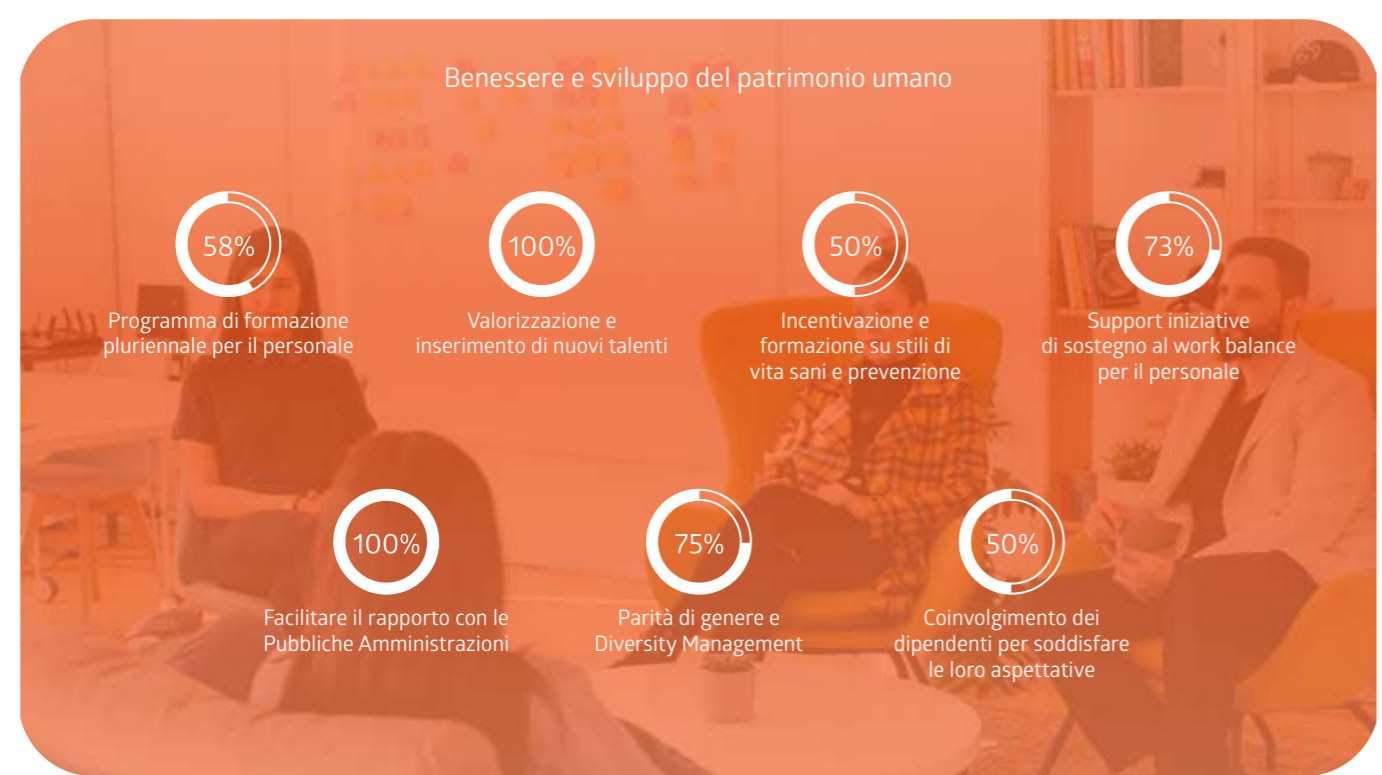 Benessere e sviluppo del patrimonio umano
58%
Programma di formazione
pluriennale per il personale
100%
Valorizzazione e
inserimento di nuovi talenti
50%
Incentivazione e
formazione su stili di
vita sani e prevenzione
73%
Support iniziative
di sostegno al work balance
per il personale
100%
Facilitare il rapporto con le
Pubbliche Amministrazioni
75%
Parità di genere e
Diversity Management
50%
Coinvolgimento dei
dipendenti per soddisfare
le loro aspettative